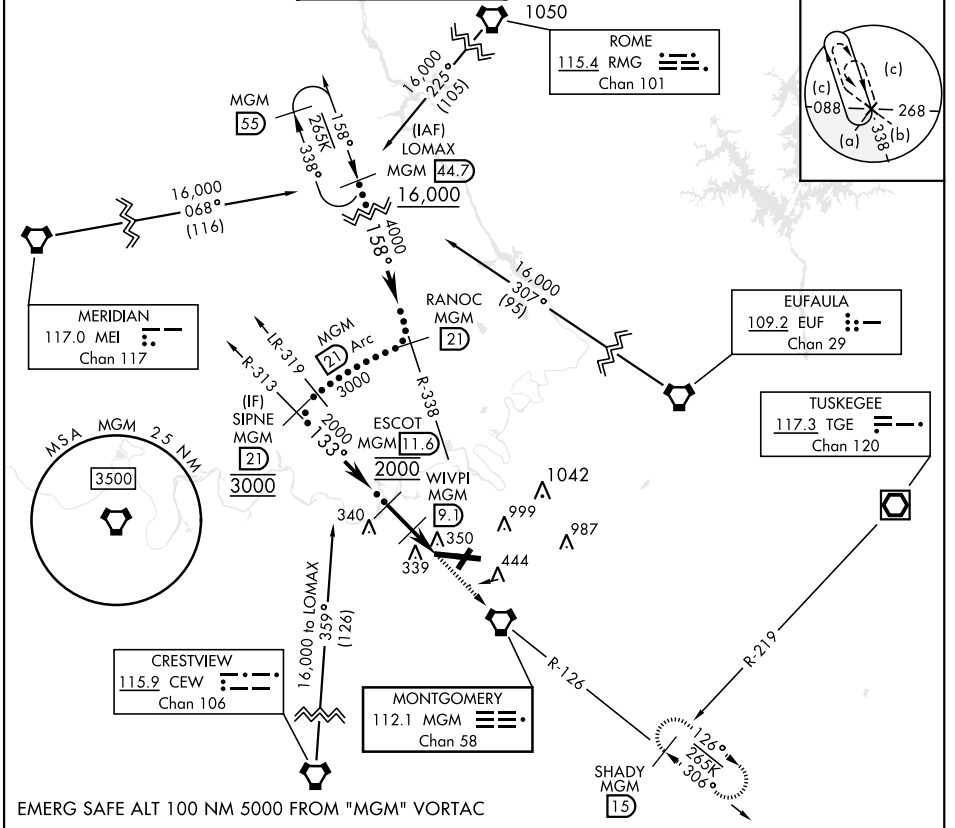 1050
ROME
115.4 RMG
Chan 101
16,000
225°
(105)
MGM
55
265K
158°
338°
(IAF)
LOMAX
MGM 44.7
16,000
(c)
(c)
088
268
(a)
(b)
338
16,000
068°
(116)
4000
158°
MERIDIAN
117.0 MEI
Chan 117
16,000
307°
(95)
RANOC
MGM
21
EUFAULA
109.2 EUF
Chan 29
MGM
21 Arc
3000
LR-319
R-313
R-338
(IF)
SIPNE
MGM
21
3000
2000
133°
ESCOT
MGM 11.6
2000
WIVPI
MGM
9.1
TUSKEGEE
117.3 TGE
Chan 120
MSA MGM 25 NM
3500
1042
999
987
340
350
339
444
16,000 to LOMAX
359°
(126)
R-219
R-126
CRESTVIEW
115.9 CEW
Chan 106
MONTGOMERY
112.1 MGM
Chan 58
126°
265K
306°
SHADY
MGM
15
EMERG SAFE ALT 100 NM 5000 FROM "MGM" VORTAC